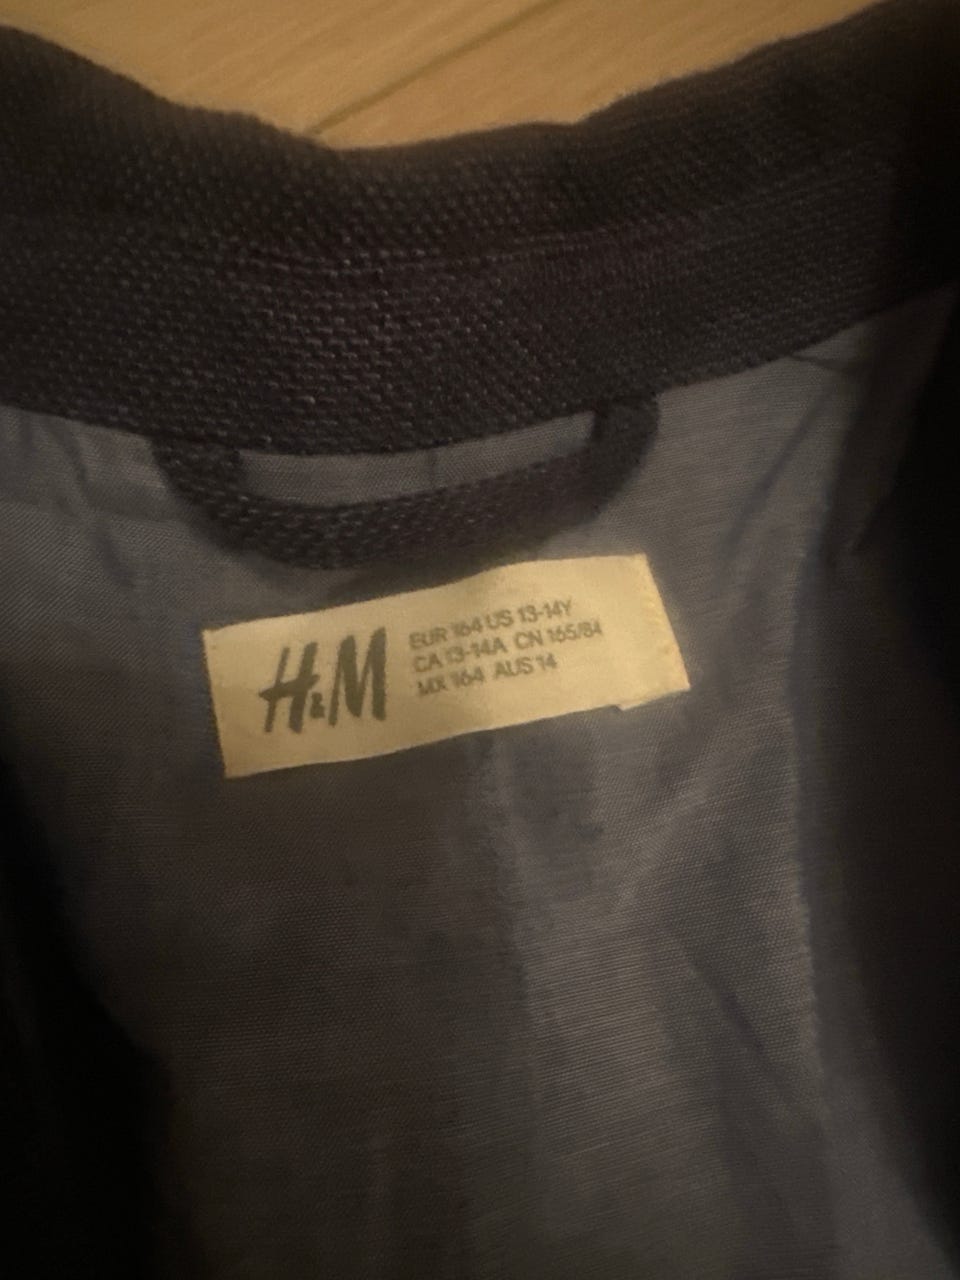 H&M
EUR 164 US 13-14Y
CA 13-14A CN 165/84
MX 164 AUS 14